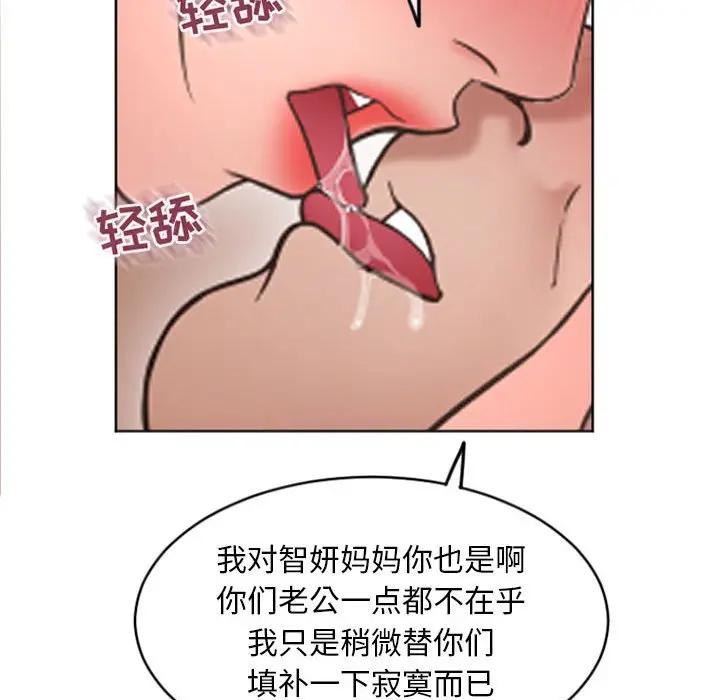 轻舔
轻舔
我对智妍妈妈你也是啊
你们老公一点都不在乎
我只是稍微替你们
填补一下寂寞而已